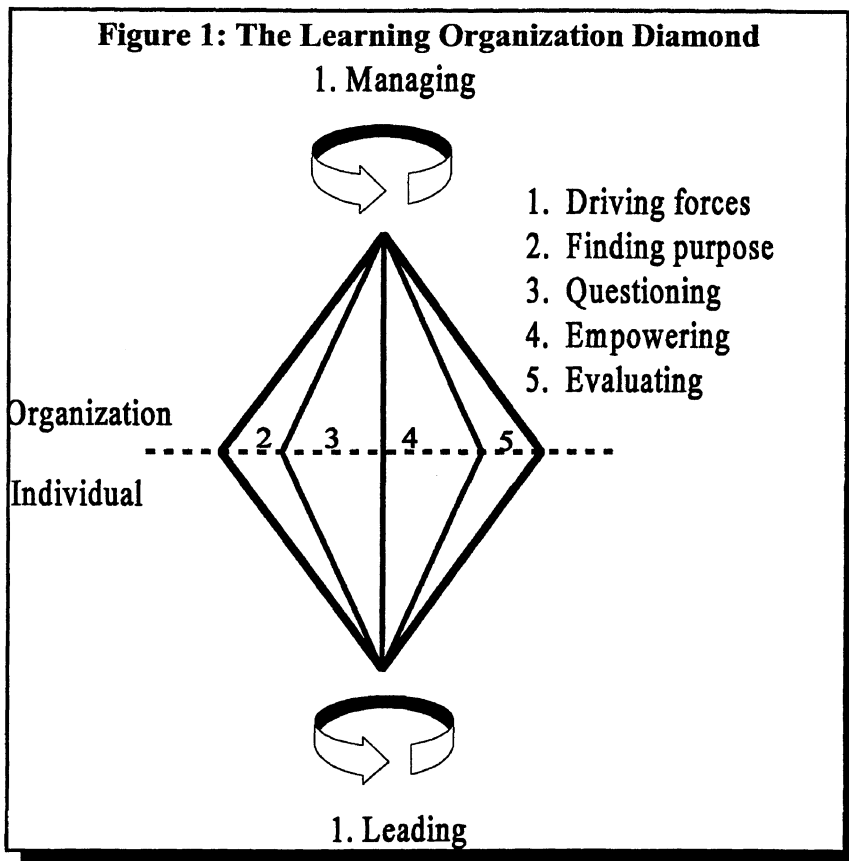 Figure 1: The Learning Organization Diamond
1. Managing
1. Driving forces
2. Finding purpose
3. Questioning
4. Empowering
5. Evaluating
Organization
2 3 4 5
Individual
1. Leading